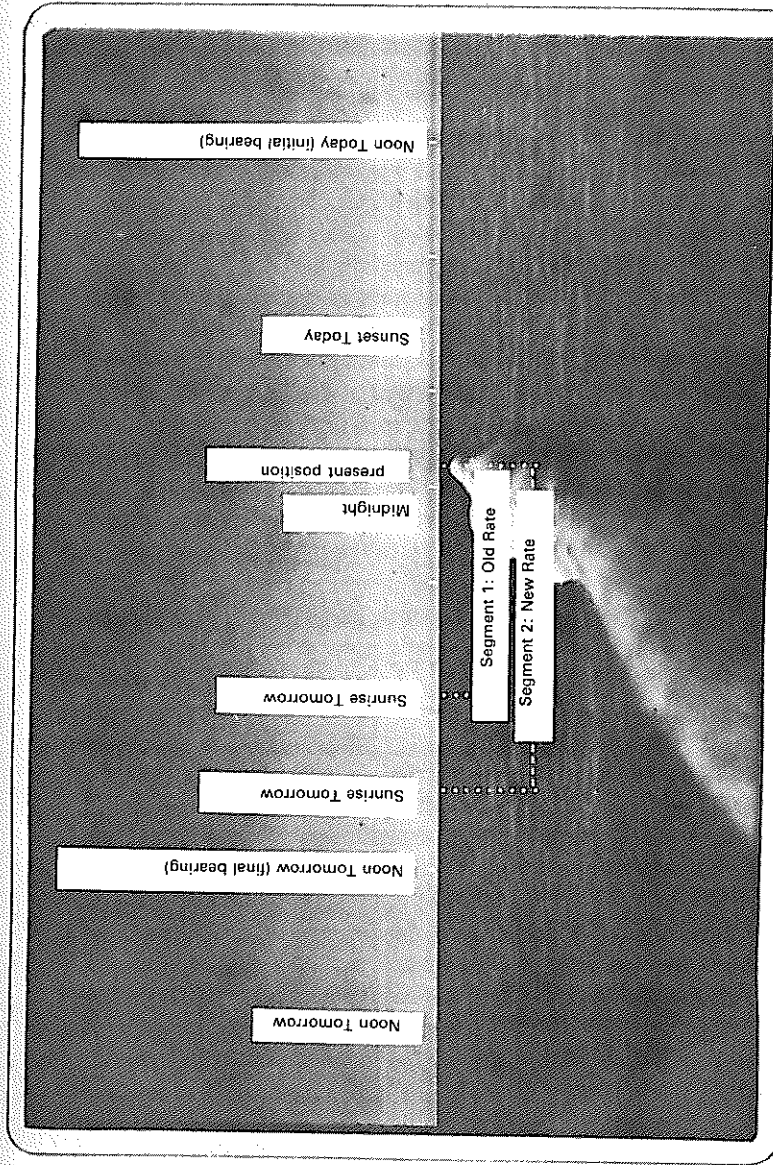 Noon Today (initial bearing)
Sunset Today
present position
Midnight
Sunrise Tomorrow
Sunrise Tomorrow
Noon Tomorrow (final bearing)
Noon Tomorrow
Segment 1: Old Rate
Segment 2: New Rate